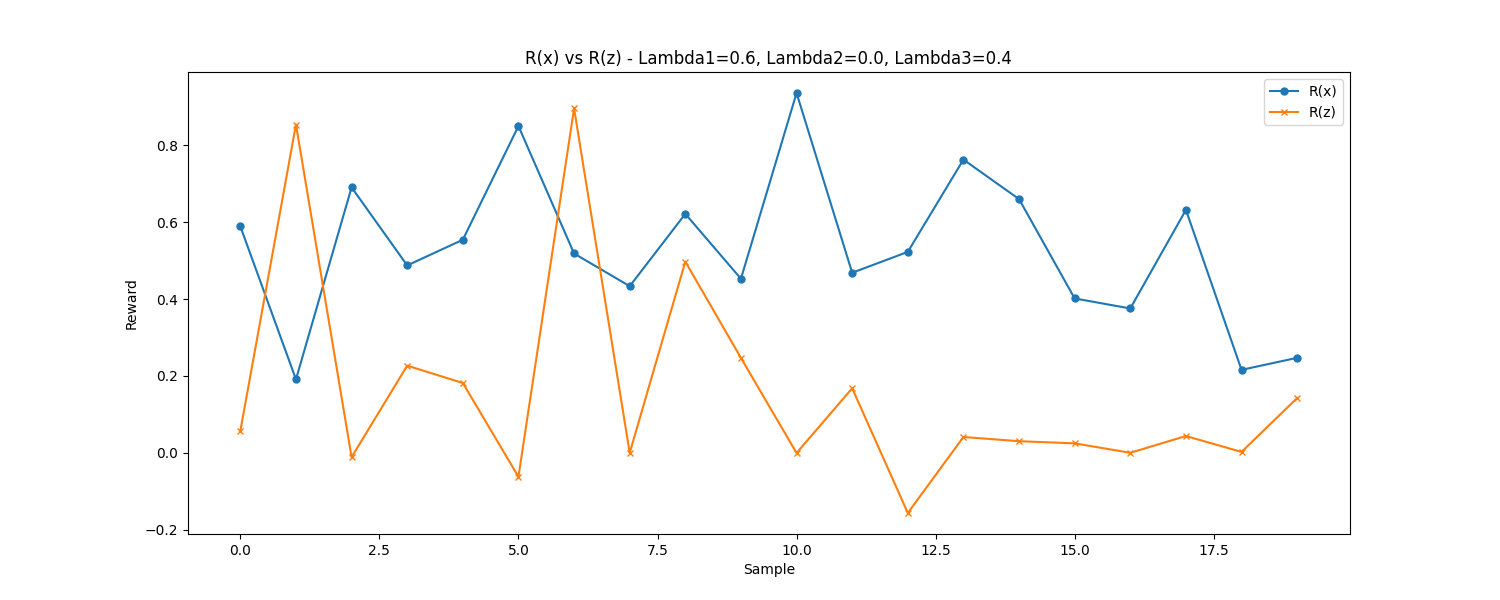 R(x) vs R(z) - Lambda1=0.6, Lambda2=0.0, Lambda3=0.4
R(x)
R(z)
0.8
0.6
0.4
0.2
0.0
−0.2
Reward
0.0 2.5 5.0 7.5 10.0 12.5 15.0 17.5
Sample